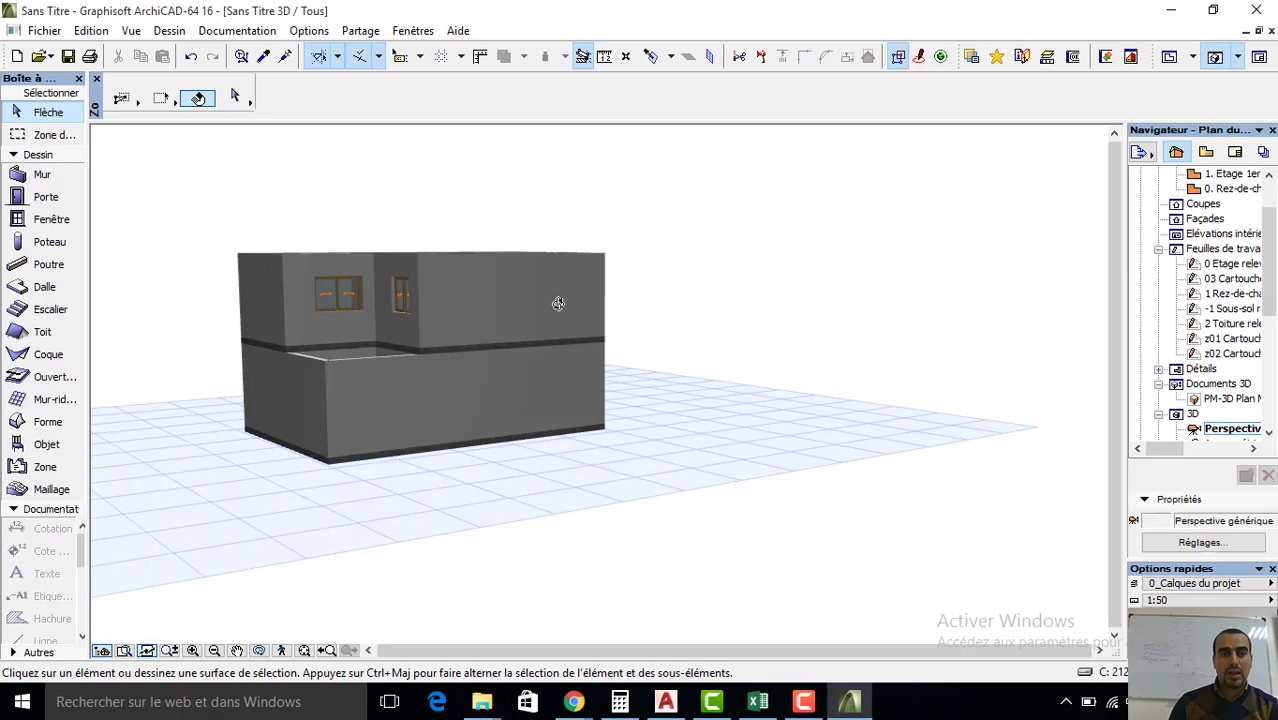 Sans Titre - Graphisoft ArchiCAD-64 16 - [Sans Titre 3D / Tous]
Fichier Edition Vue Dessin Documentation Options Partage Fenêtres Aide
Boîte à ...
Sélectionner
Flèche
Zone d...
Dessin
Mur
Porte
Fenêtre
Poteau
Poutre
Dalle
Escalier
Toit
Coque
Ouvert...
Mur-rid...
Forme
Objet
Zone
Maillage
Documentat
Cotation
Cote ...
Texte
Etique...
Hachure
Ligne
Autres
Navigateur - Plan du...
1. Etage 1er
0. Rez-de-ch
Coupes
Façades
Elévations intérie
Feuilles de trava
0 Etage relev
03 Cartouch
1 Rez-de-cha
-1 Sous-sol r
2 Toiture rele
z01 Cartouc
z02 Cartouc
Détails
Documents 3D
PM-3D Plan M
3D
Perspectiv
Propriétés
Perspective générique
Réglages...
Options rapides
0_Calques du projet
1:50
Activer Windows
Accédez aux paramètres pou
Cliquez sur un élément ou dessinez une surface de sélection. Appuyez sur Ctrl+Maj pour faire alterner la sélection de l'élément et des sous-éléments.
C: 212
Rechercher sur le web et dans Windows